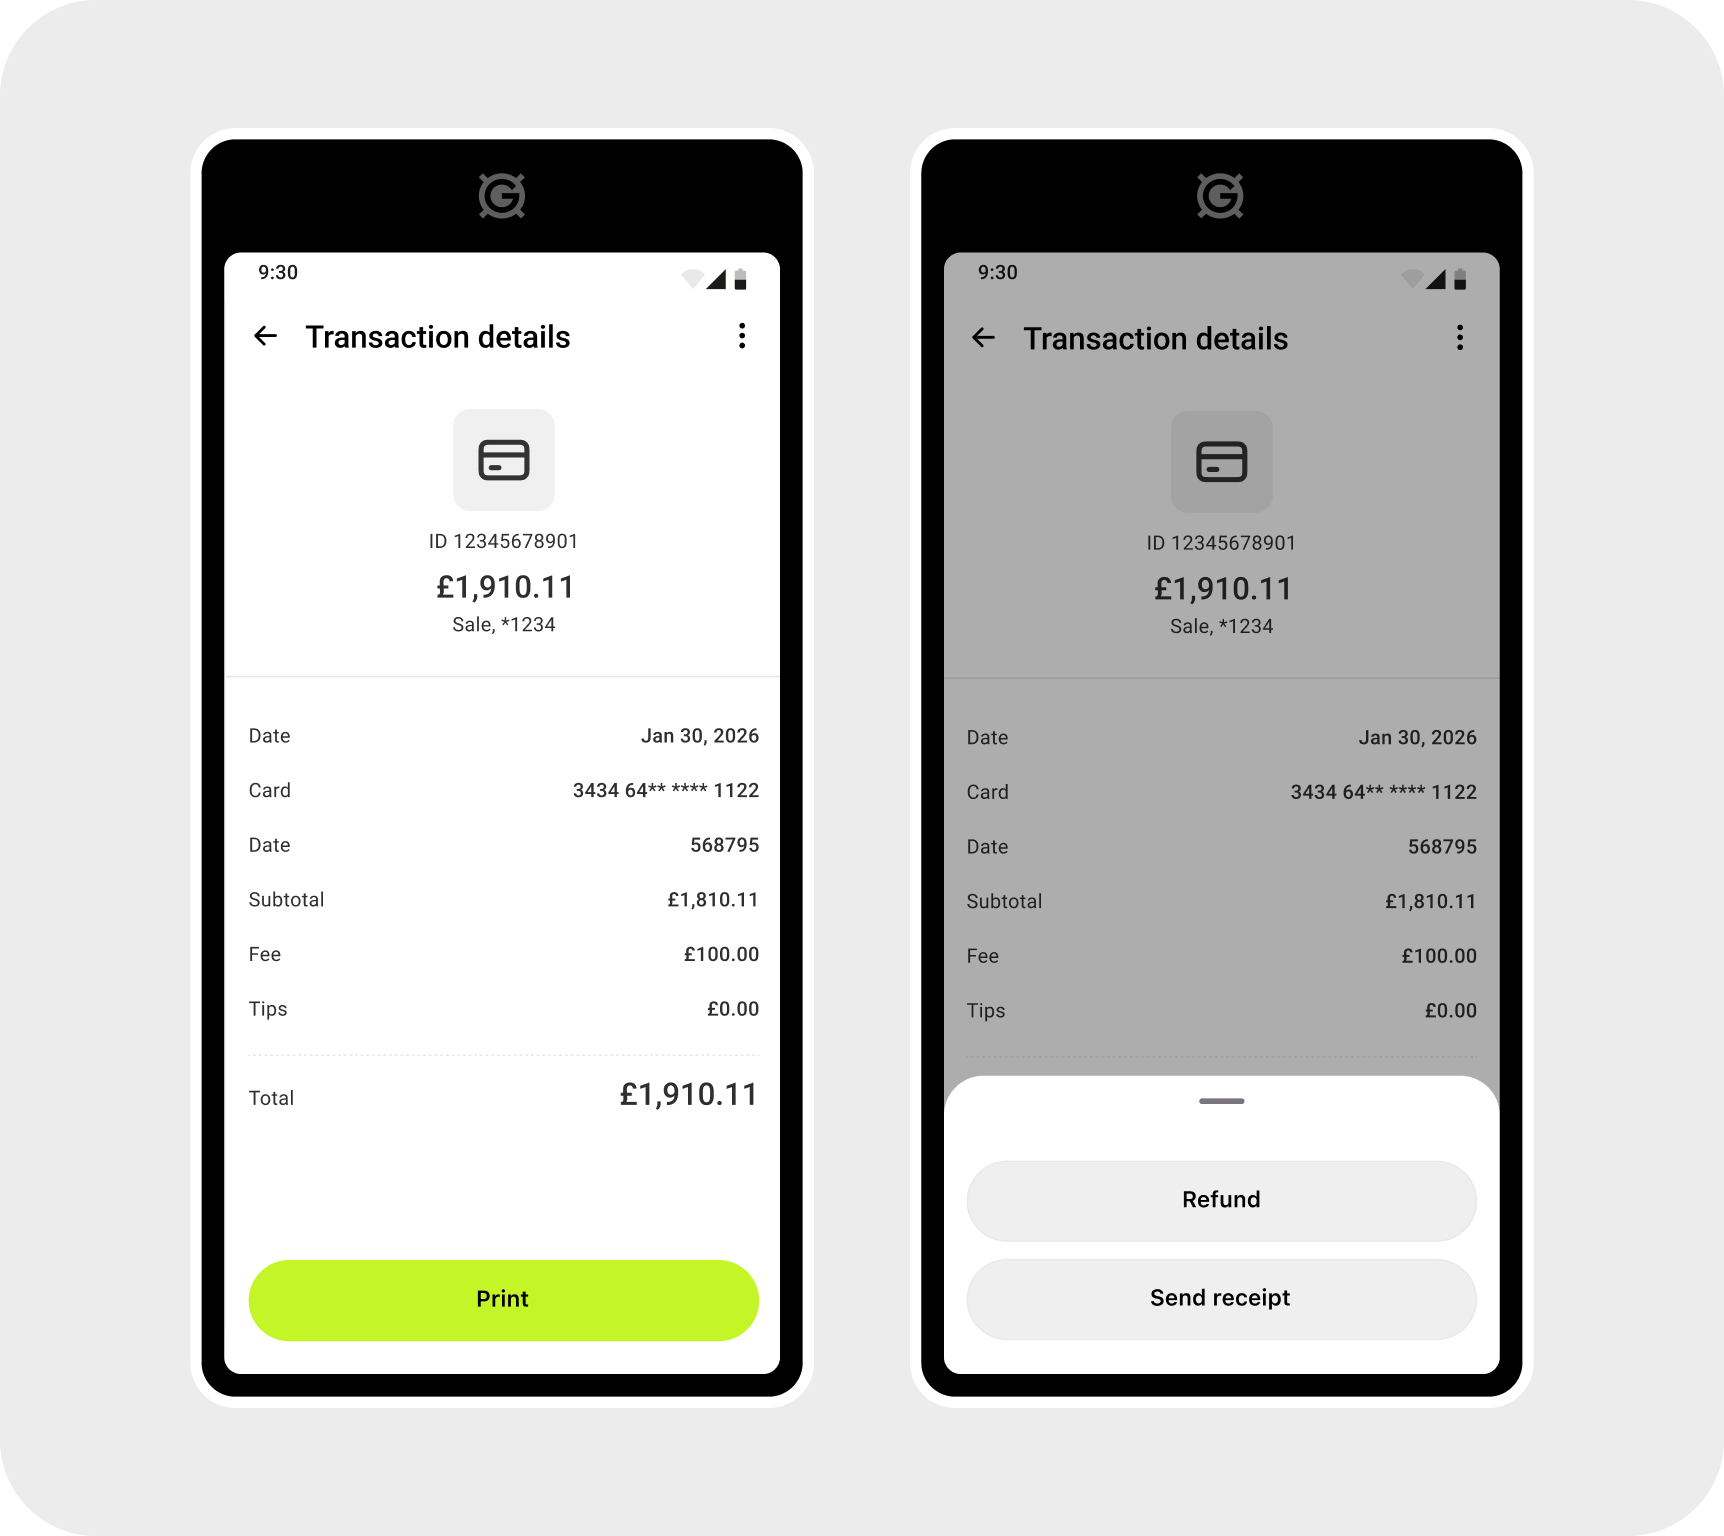 9:30
Transaction details
ID 12345678901
£1,910.11
Sale, *1234
Date Jan 30, 2026
Card 3434 64** **** 1122
Date 568795
Subtotal £1,810.11
Fee £100.00
Tips £0.00
Total £1,910.11
Print
9:30
Transaction details
ID 12345678901
£1,910.11
Sale, *1234
Date Jan 30, 2026
Card 3434 64** **** 1122
Date 568795
Subtotal £1,810.11
Fee £100.00
Tips £0.00
Refund
Send receipt